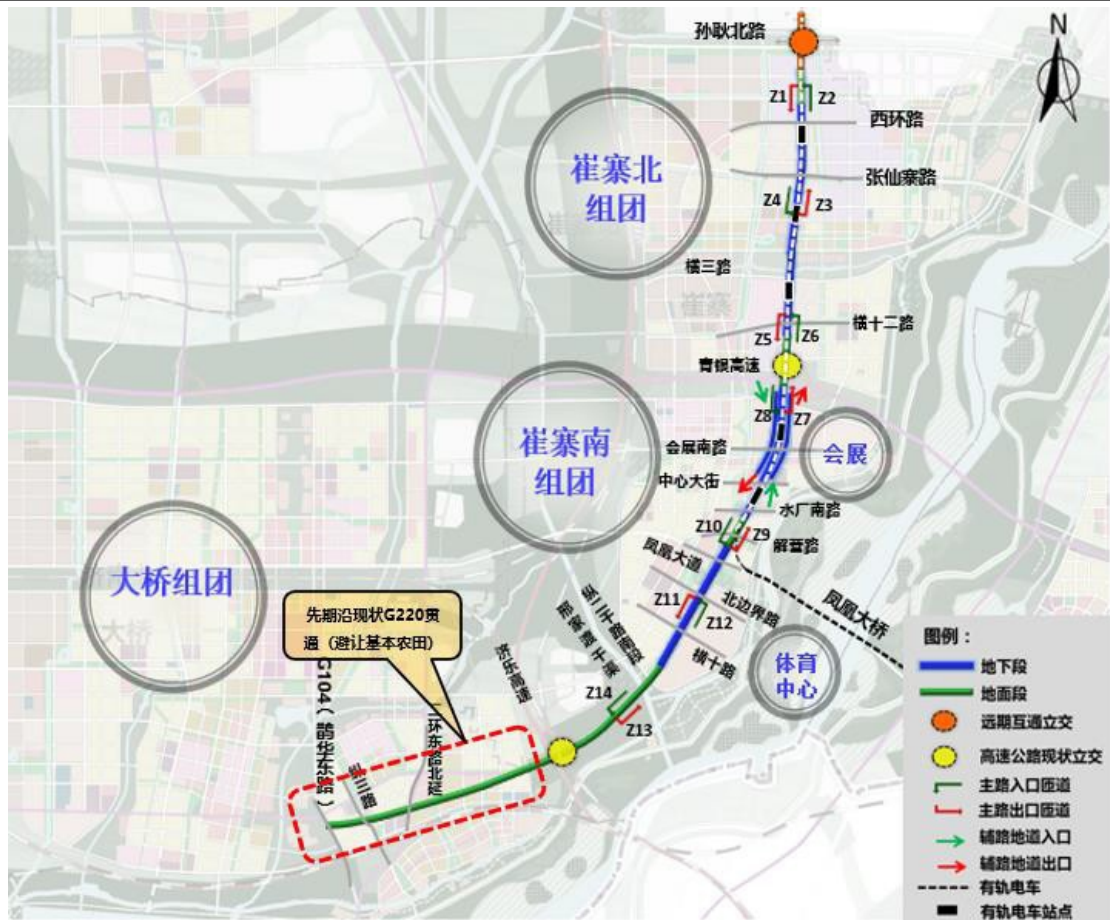 N
孙耿北路
Z1
Z2
西环路
崔寨北
组团
张仙寨路
Z4
Z3
横三路
崔寨
Z5
Z6
横十二路
青银高速
Z8
Z7
崔寨南
组团
会展南路
会展
中心大街
水厂南路
Z10
Z9
解营路
凤凰大道
大桥组团
大桥
Z11
Z12
北边界路
凤凰大桥
先期沿现状G220贯
通（避让基本农田）
横十路
体育
中心
济乐高速
Z14
Z13
G104（鹊华东路）
纵三路
二环东路北延
图例：
地下段
地面段
远期互通立交
高速公路现状立交
主路入口匝道
主路出口匝道
辅路地道入口
辅路地道出口
有轨电车
有轨电车站点